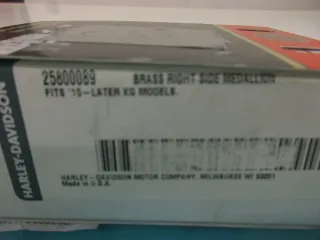 25800089 BRASS RIGHT SIDE MEDALLION
FITS '15-LATER XG MODELS.
HARLEY-DAVIDSON
HARLEY-DAVIDSON MOTOR COMPANY, MILWAUKEE WI 53201
Made in U.S.A.